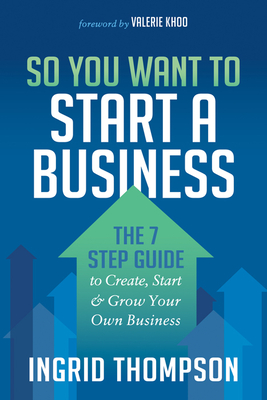 foreword by VALERIE KHOO
SO YOU WANT TO
START A
BUSINESS
THE 7
STEP GUIDE
to Create, Start
& Grow Your
Own Business
INGRID THOMPSON